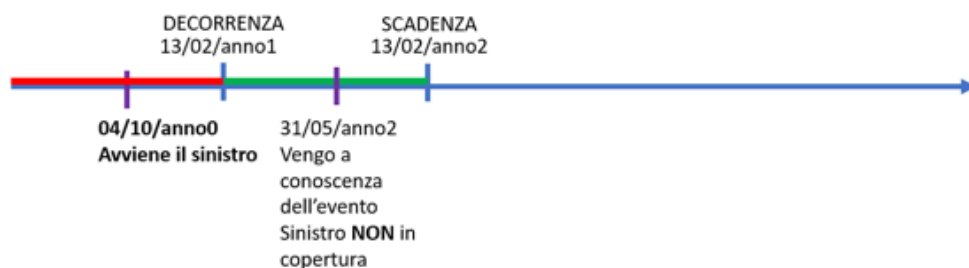 DECORRENZA
13/02/anno1
SCADENZA
13/02/anno2
04/10/anno0
Avviene il sinistro
31/05/anno2
Vengo a
conoscenza
dell'evento
Sinistro NON in
copertura